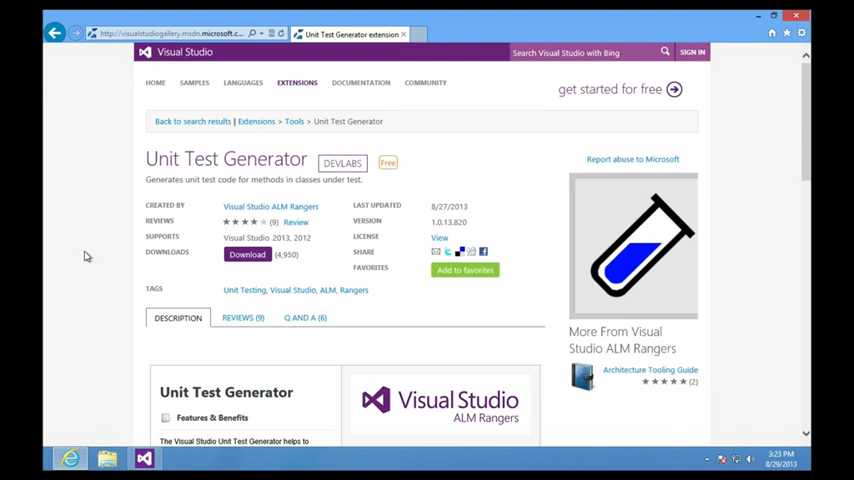 http://visualstudiogallery.msdn.microsoft.c...
Unit Test Generator extension
Visual Studio
Search Visual Studio with Bing
SIGN IN
HOME SAMPLES LANGUAGES EXTENSIONS DOCUMENTATION COMMUNITY
get started for free
Back to search results | Extensions > Tools > Unit Test Generator
Unit Test Generator
DEVLABS
Free
Generates unit test code for methods in classes under test.
CREATED BY Visual Studio ALM Rangers
REVIEWS (9) Review
SUPPORTS Visual Studio 2013, 2012
DOWNLOADS Download (4,950)
LAST UPDATED 8/27/2013
VERSION 1.0.13.820
LICENSE View
SHARE
FAVORITES Add to favorites
TAGS Unit Testing, Visual Studio, ALM, Rangers
Report abuse to Microsoft
More From Visual
Studio ALM Rangers
Architecture Tooling Guide
(2)
DESCRIPTION REVIEWS (9) Q AND A (6)
Unit Test Generator
Features & Benefits
The Visual Studio Unit Test Generator helps to
Visual Studio
ALM Rangers
3:23 PM
8/29/2013